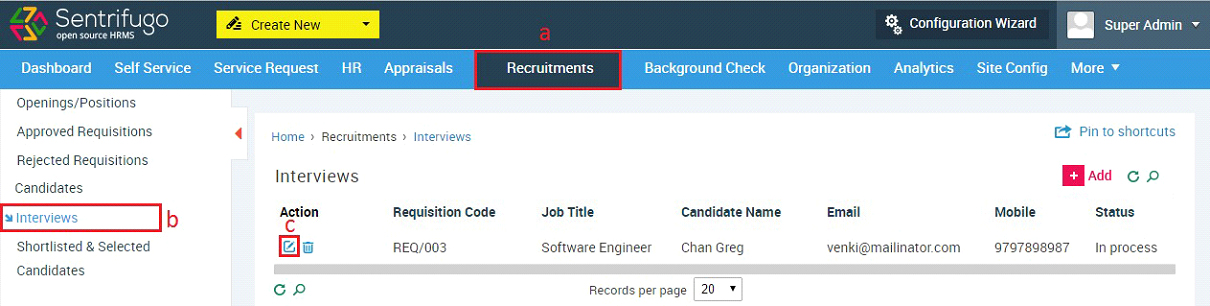 Sentrifugo
open source HRMS
Create New
a
Configuration Wizard
Super Admin
Dashboard Self Service Service Request HR Appraisals Recruitments Background Check Organization Analytics Site Config More
Openings/Positions
Approved Requisitions
Rejected Requisitions
Candidates
Interviews b
Shortlisted & Selected
Candidates
Home > Recruitments > Interviews
Pin to shortcuts
Interviews
+ Add
Action Requisition Code Job Title Candidate Name Email Mobile Status
c
REQ/003 Software Engineer Chan Greg venki@mailinator.com 9797898987 In process
Records per page 20